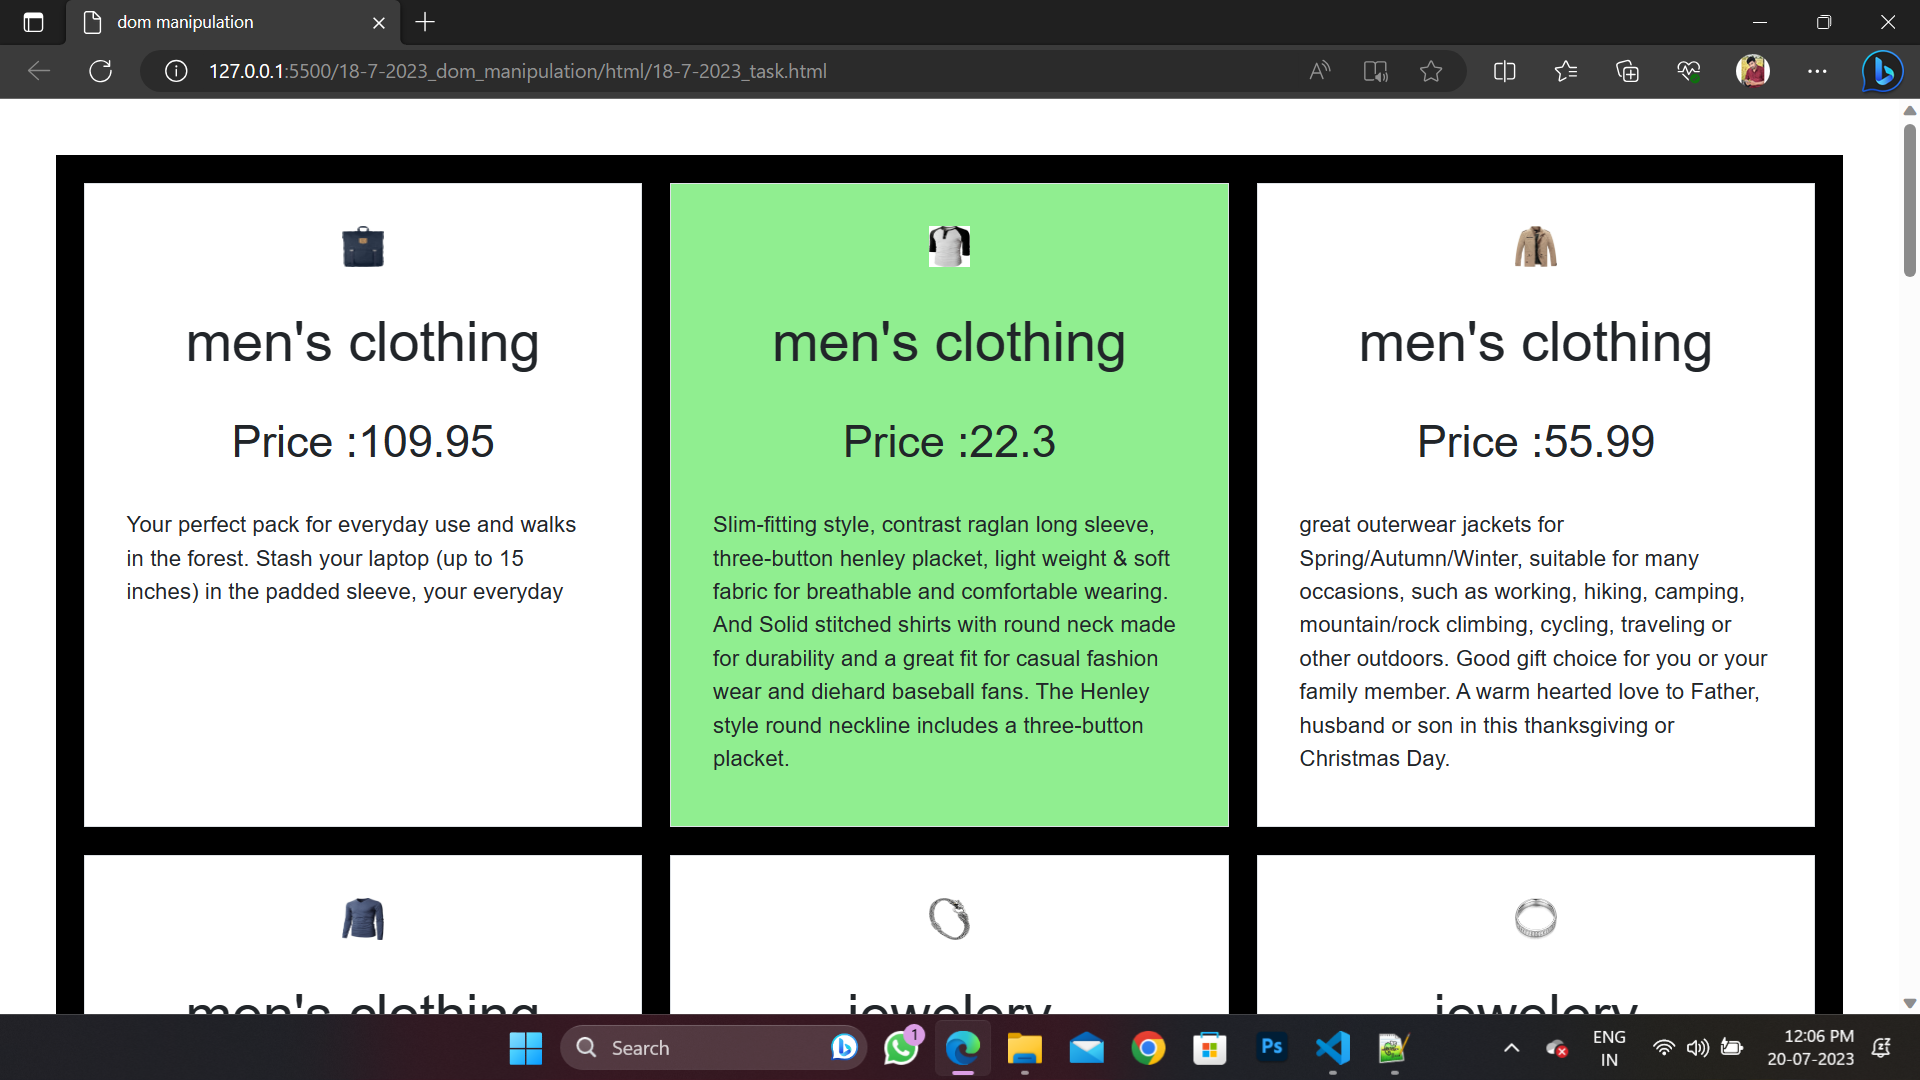 dom manipulation
127.0.0.1:5500/18-7-2023_dom_manipulation/html/18-7-2023_task.html
men's clothing
Price :109.95
Your perfect pack for everyday use and walks
in the forest. Stash your laptop (up to 15
inches) in the padded sleeve, your everyday
men's clothing
Price :22.3
Slim-fitting style, contrast raglan long sleeve,
three-button henley placket, light weight & soft
fabric for breathable and comfortable wearing.
And Solid stitched shirts with round neck made
for durability and a great fit for casual fashion
wear and diehard baseball fans. The Henley
style round neckline includes a three-button
placket.
men's clothing
Price :55.99
great outerwear jackets for
Spring/Autumn/Winter, suitable for many
occasions, such as working, hiking, camping,
mountain/rock climbing, cycling, traveling or
other outdoors. Good gift choice for you or your
family member. A warm hearted love to Father,
husband or son in this thanksgiving or
Christmas Day.
men's clothing
jewelery
jewelery
Search
1
Ps
ENG
IN
12:06 PM
20-07-2023